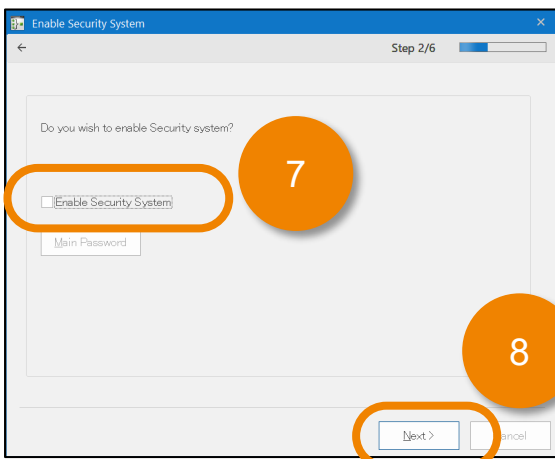 Enable Security System
Step 2/6
Do you wish to enable Security system?
7
Enable Security System
Main Password
8
Next >
ancel